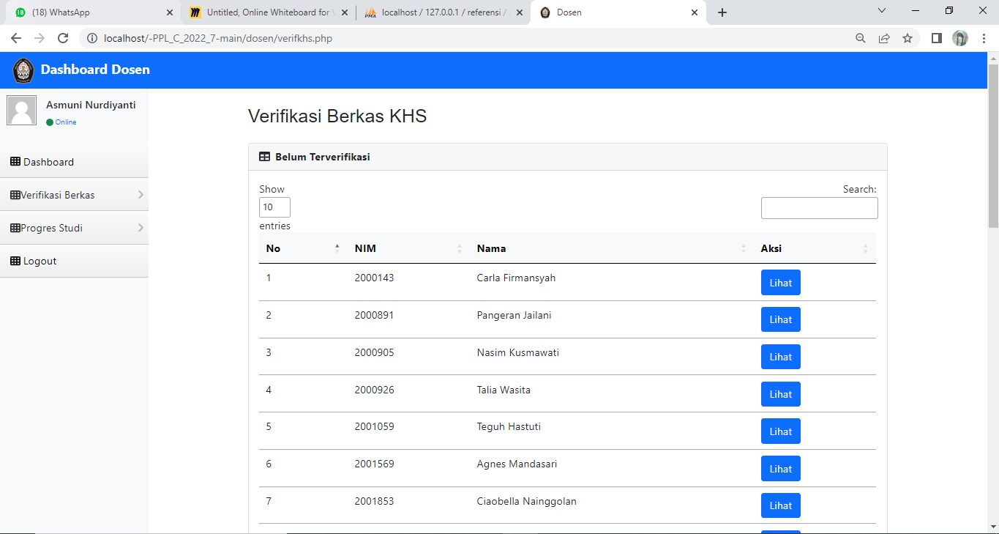 (18) WhatsApp
Untitled, Online Whiteboard for
localhost / 127.0.0.1 / referensi /
Dosen
localhost/-PPL_C_2022_7-main/dosen/verifkhs.php
Dashboard Dosen
Asmuni Nurdiyanti
Online
Dashboard
Verifikasi Berkas
Progres Studi
Logout
Verifikasi Berkas KHS
Belum Terverifikasi
Show
10
entries
Search:
No NIM Nama Aksi
1 2000143 Carla Firmansyah Lihat
2 2000891 Pangeran Jailani Lihat
3 2000905 Nasim Kusmawati Lihat
4 2000926 Talia Wasita Lihat
5 2001059 Teguh Hastuti Lihat
6 2001569 Agnes Mandasari Lihat
7 2001853 Ciaobella Nainggolan Lihat